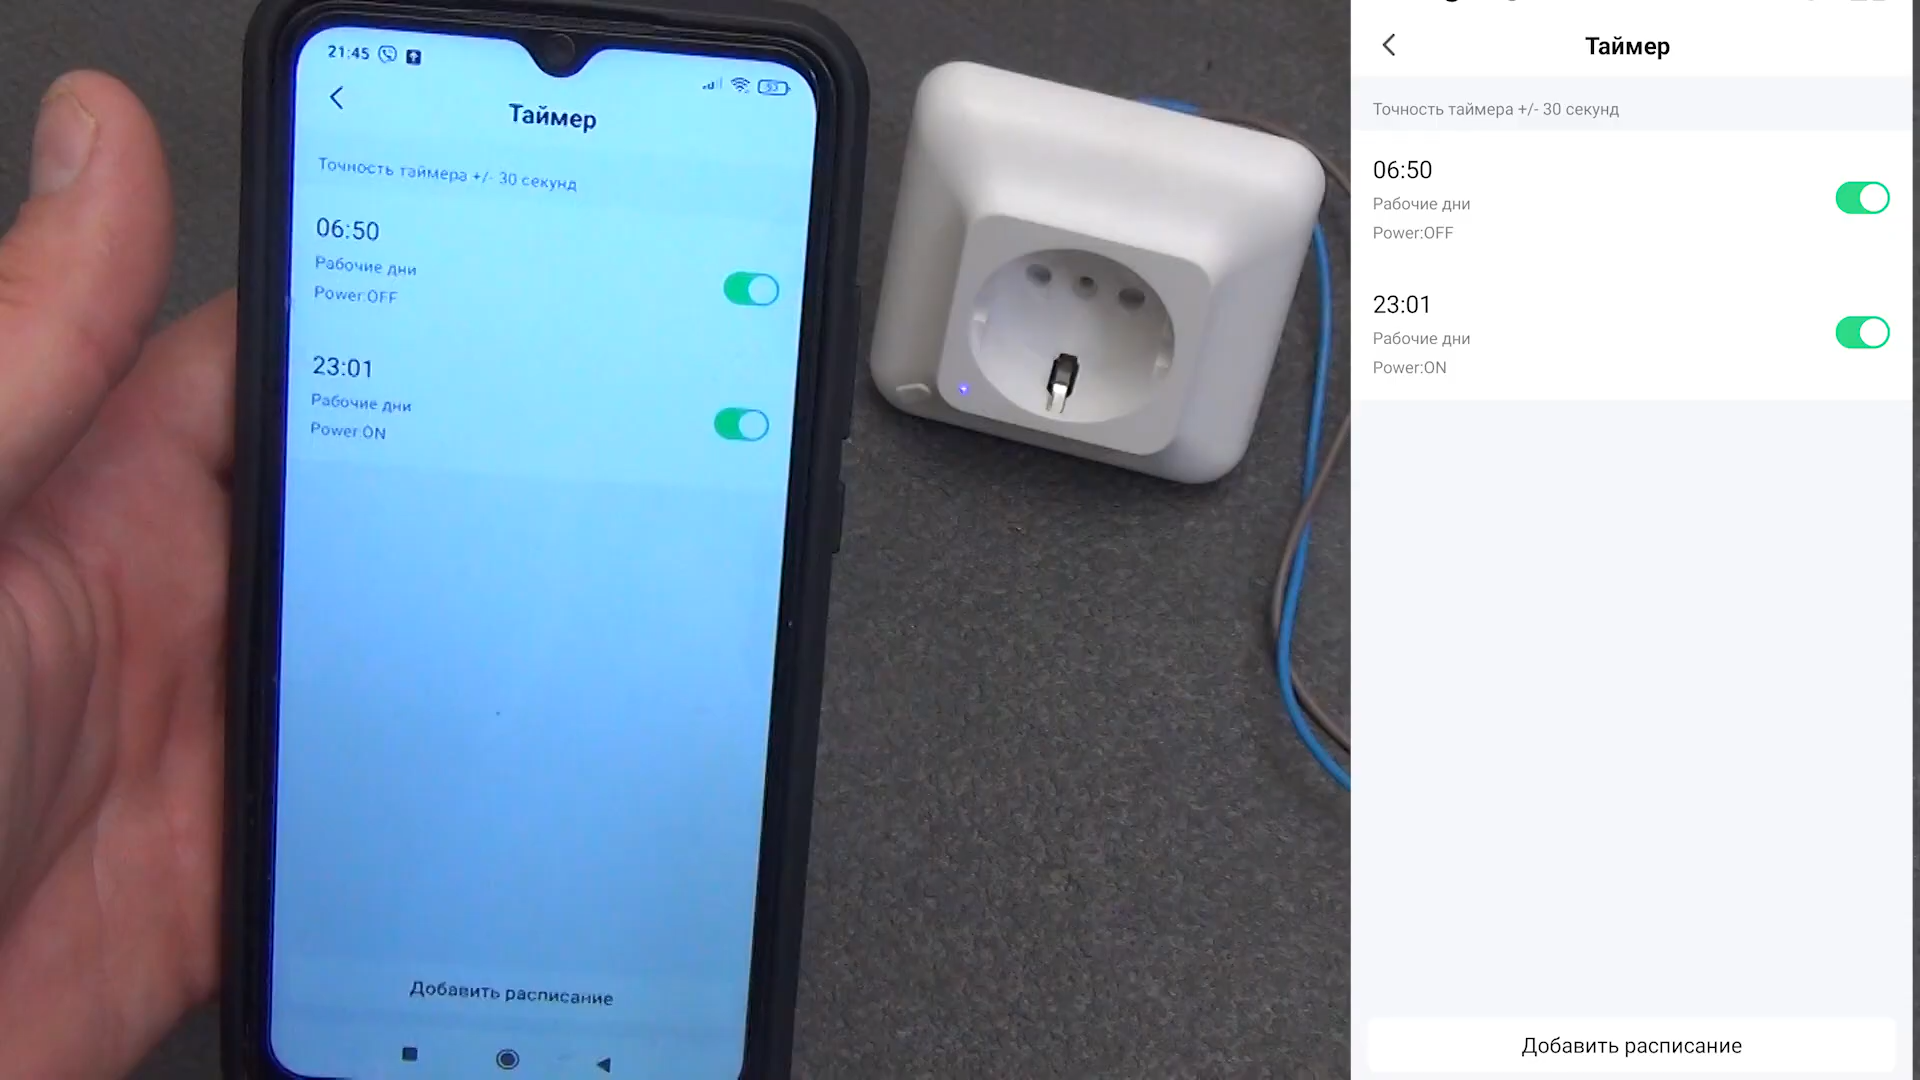 21:45
53
Таймер
Точность таймера +/- 30 секунд
06:50
Рабочие дни
Power:OFF
23:01
Рабочие дни
Power:ON
Добавить расписание
Таймер
Точность таймера +/- 30 секунд
06:50
Рабочие дни
Power:OFF
23:01
Рабочие дни
Power:ON
Добавить расписание